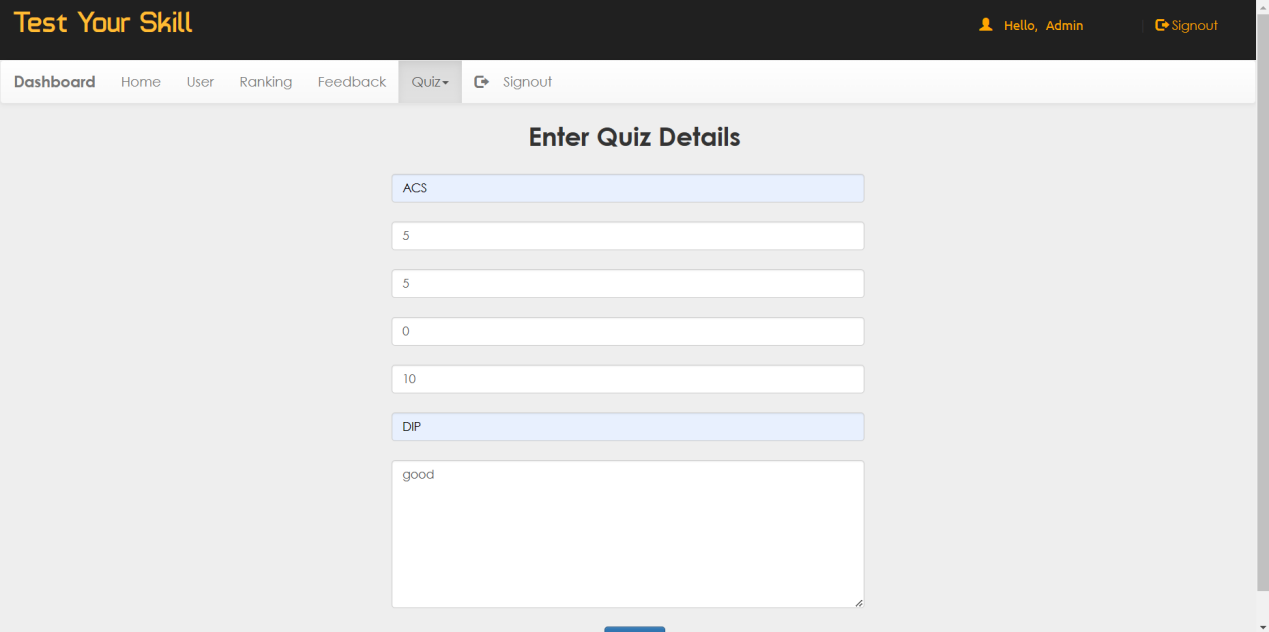 Test Your Skill
Hello, Admin
Signout
Dashboard Home User Ranking Feedback Quiz Signout
Enter Quiz Details
ACS
5
5
0
10
DIP
good